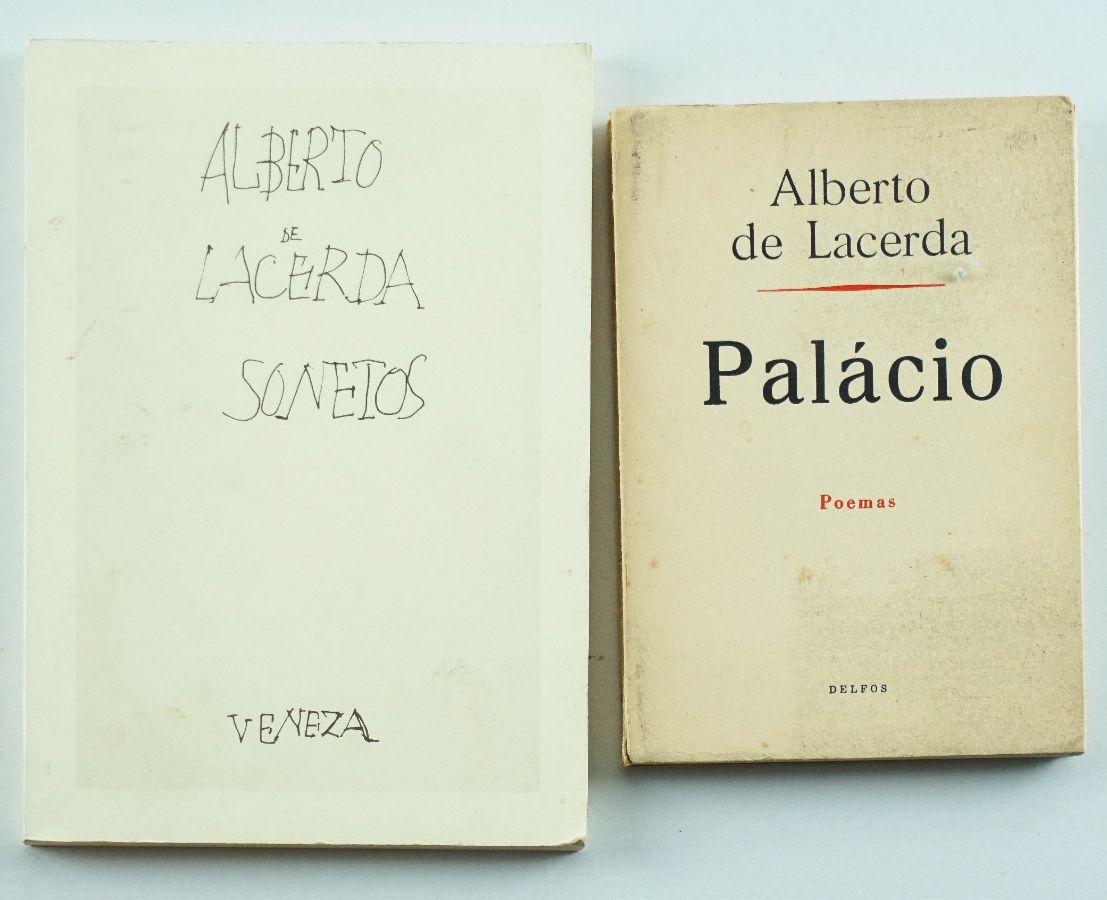 ALBERTO
DE
LACERDA
SONETOS
VENEZA
Alberto
de Lacerda
Palácio
Poemas
DELFOS